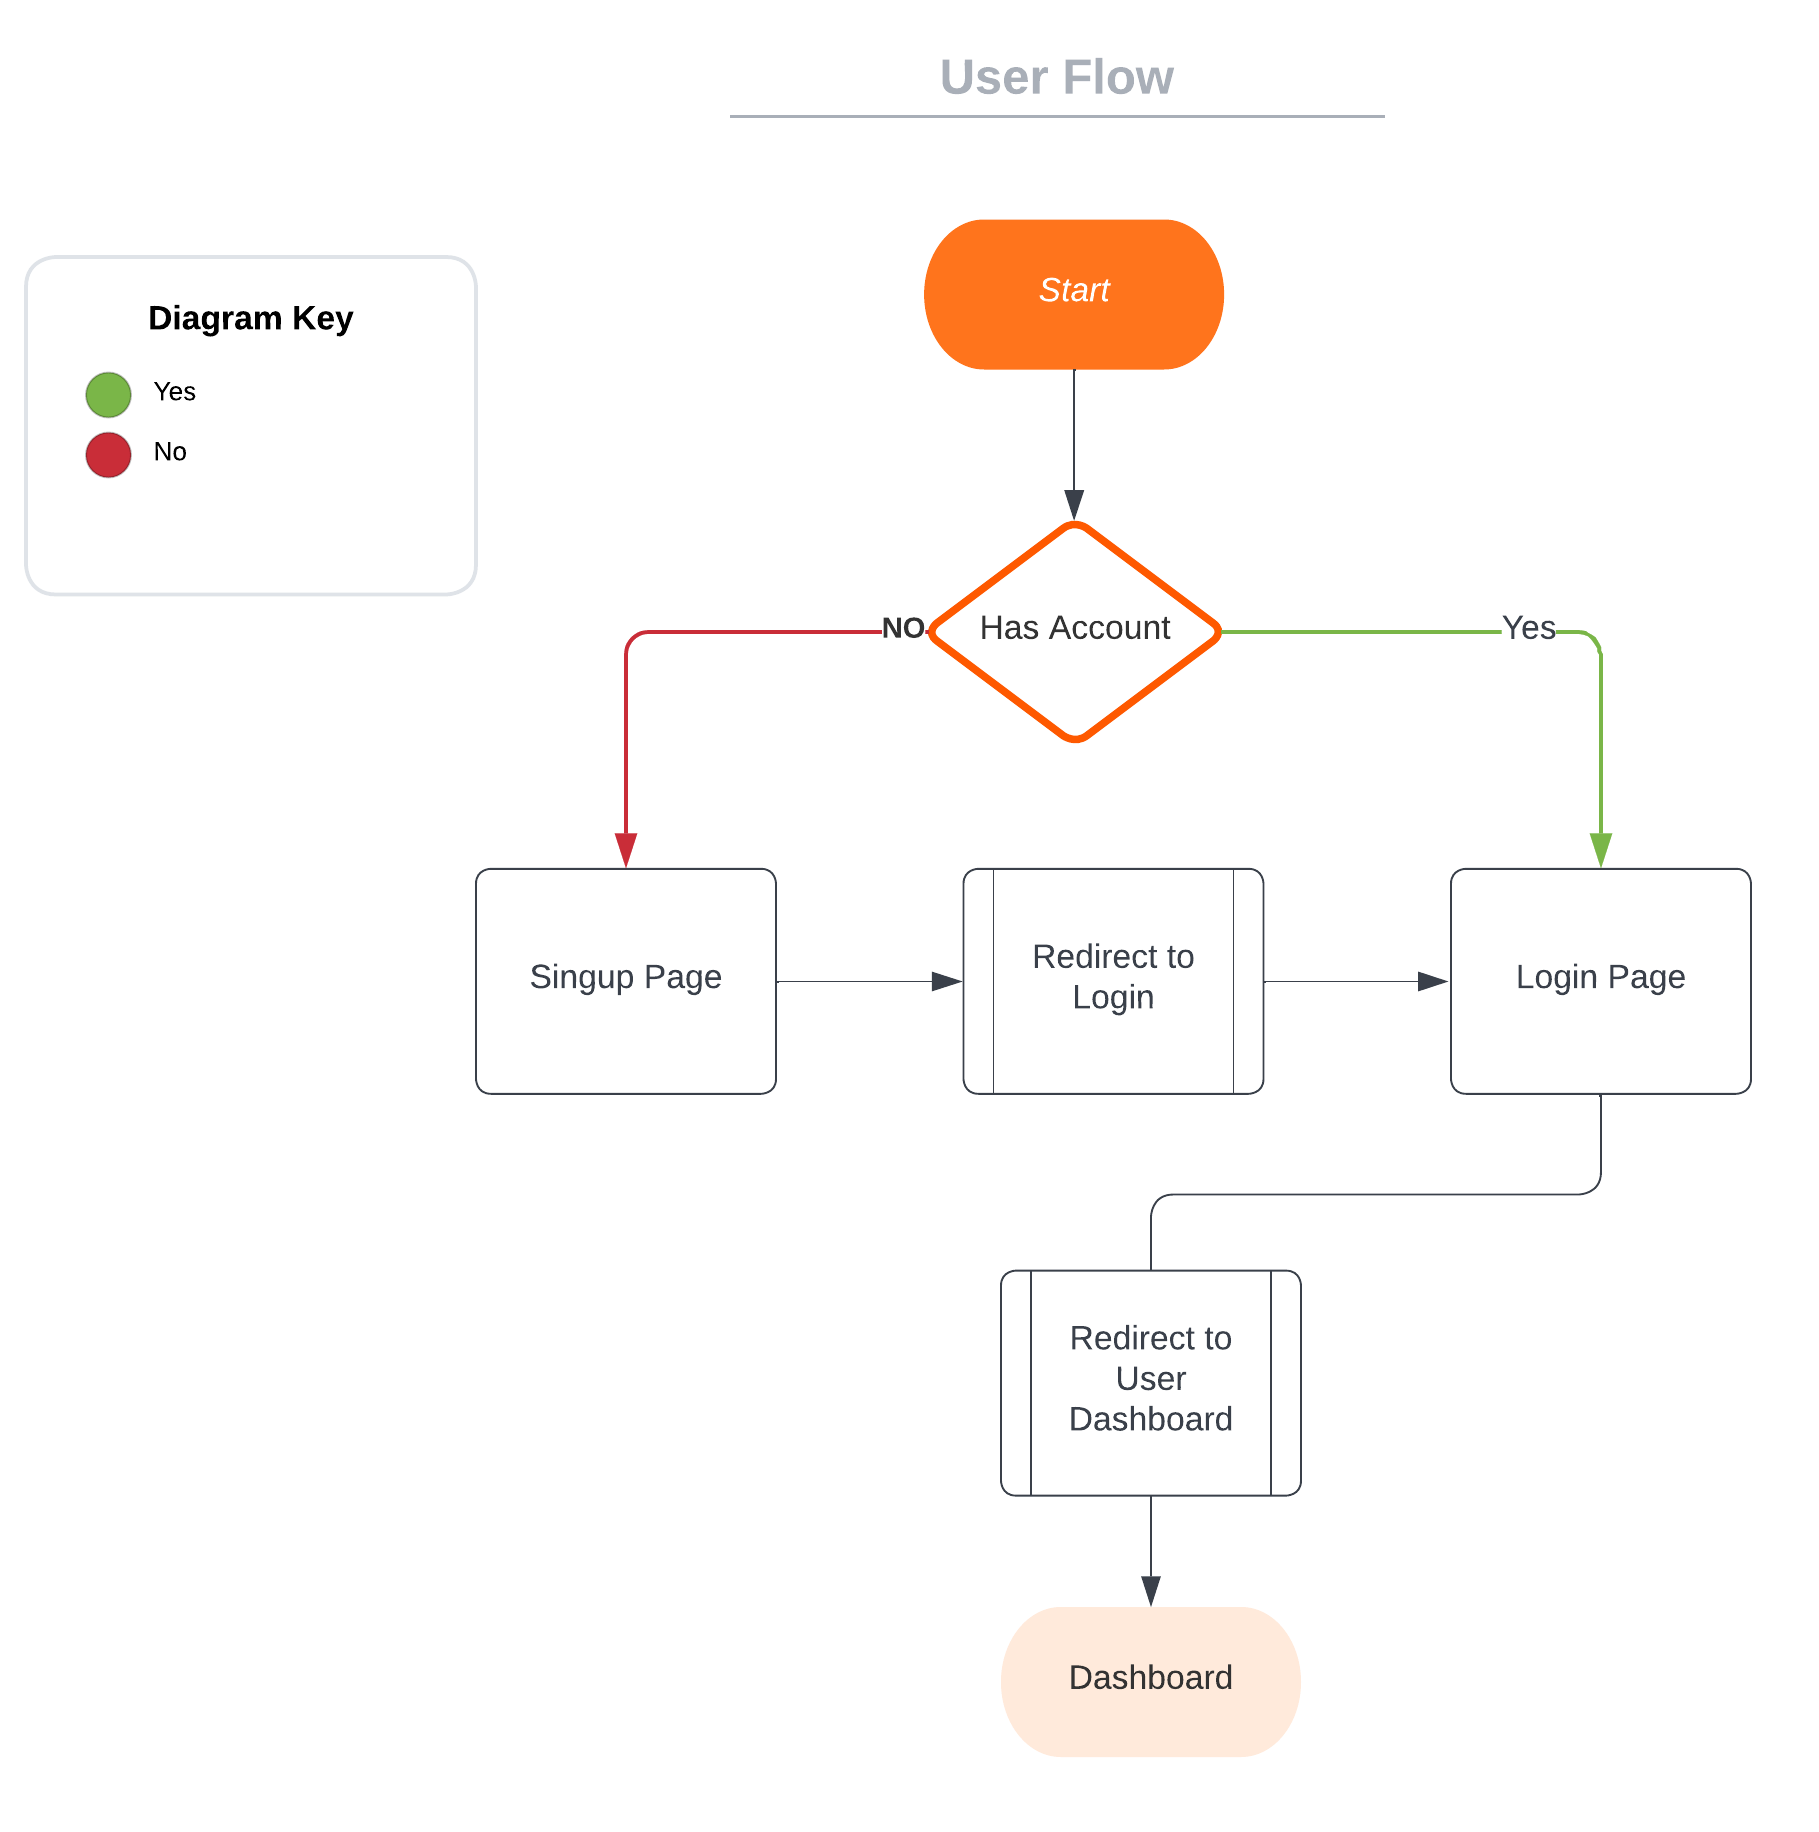 User Flow
Start
Diagram Key
Yes
No
NO
Has Account
Yes
Singup Page
Redirect to
Login
Login Page
Redirect to
User
Dashboard
Dashboard